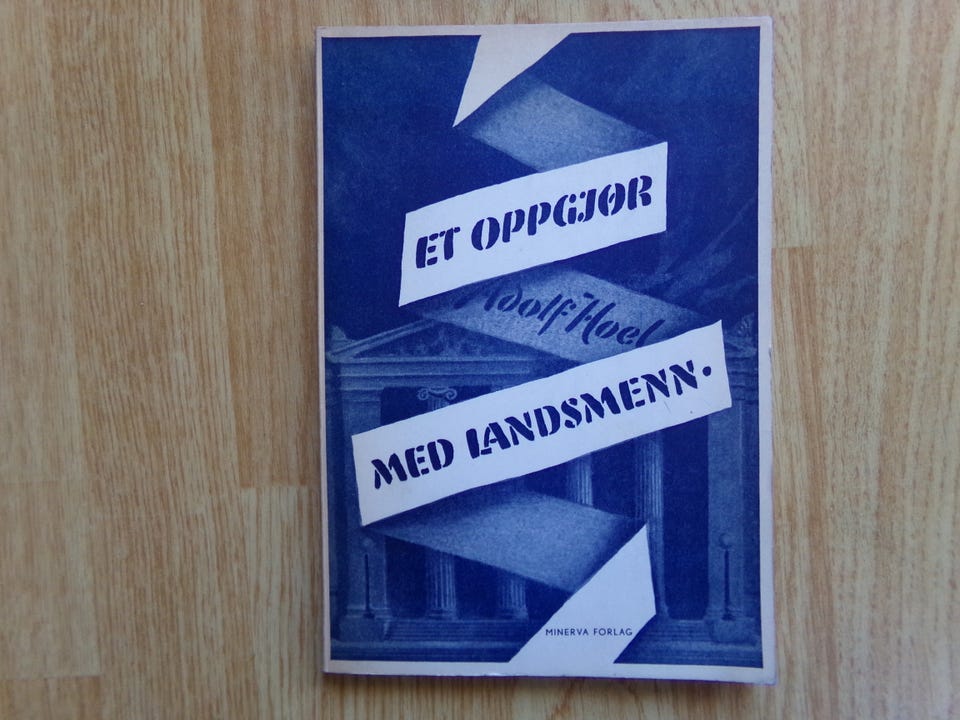 ET OPPGJØR
Adolf Hoel
MED LANDSMENN.
MINERVA FORLAG